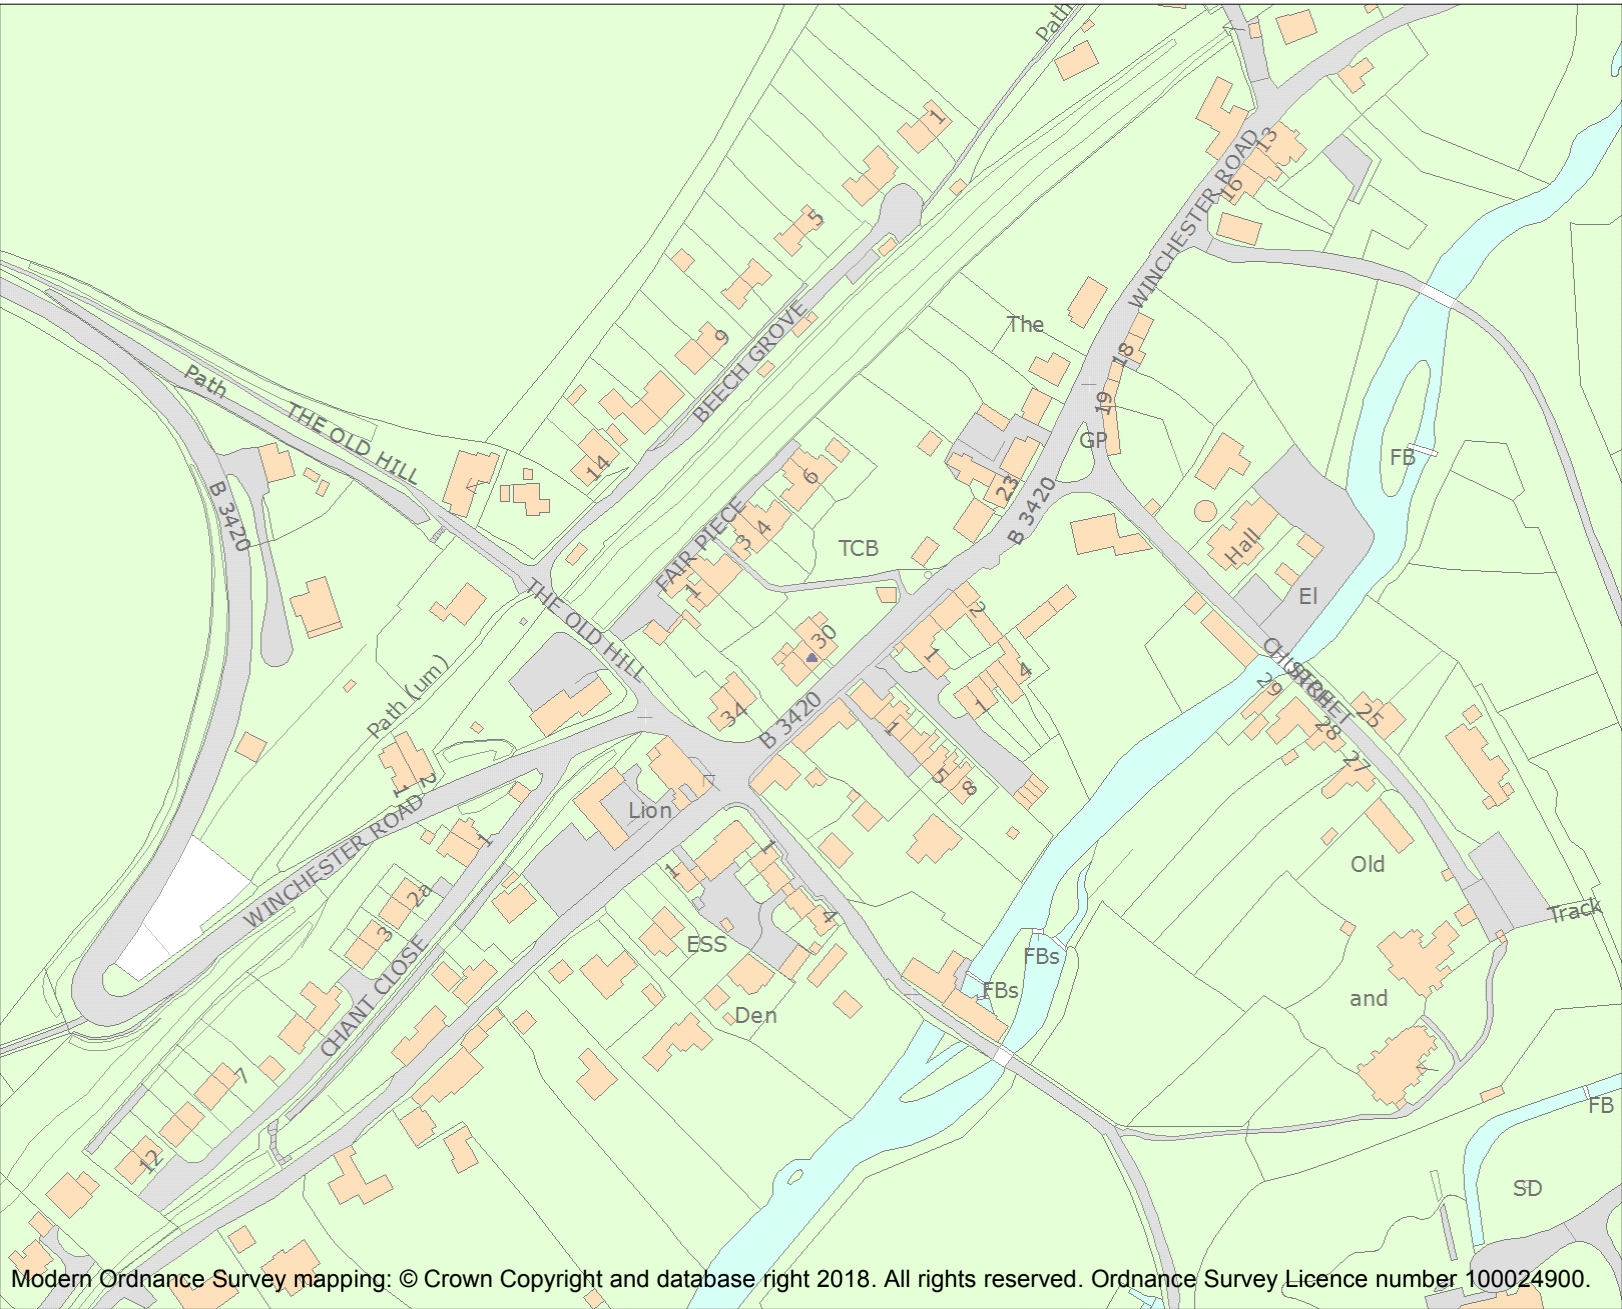 Path
1
13
WINCHESTER ROAD
16
5
The
9
BEECH GROVE
18
Path
THE OLD HILL
19
GP
14
6
FB
B 3420
23
B 3420
FAIR PIECE
4
3
TCB
Hall
1
El
THE OLD HILL
2
30
1
4
CHURCH
STREET
Path (um)
29
34
B 3420
1
1
25
28
27
2
1
5
8
Lion
WINCHESTER ROAD
1
1
1
Old
2a
3
4
Track
ESS
FBs
CHANT CLOSE
FBs
and
Den
7
FB
12
SD
Modern Ordnance Survey mapping: © Crown Copyright and database right 2018. All rights reserved. Ordnance Survey Licence number 100024900.